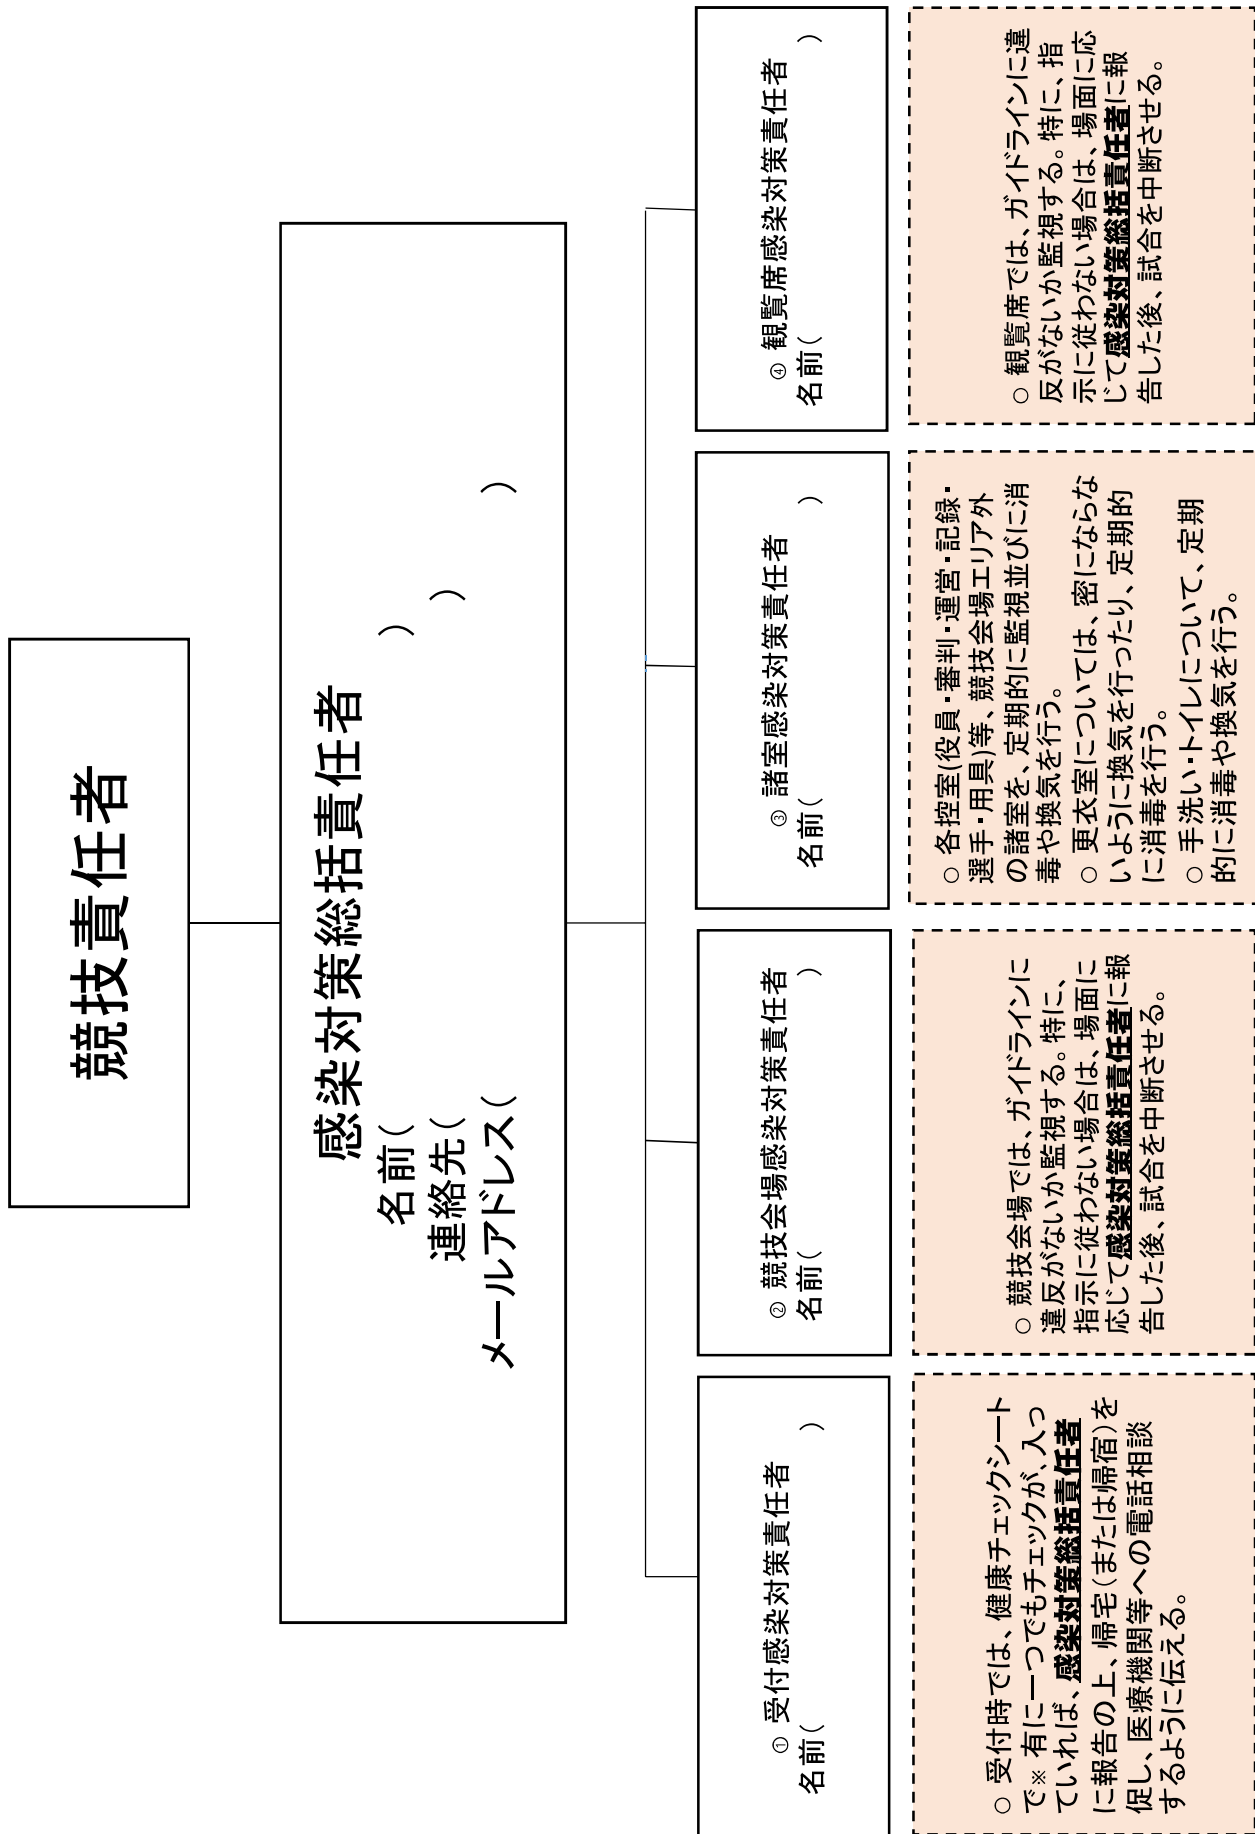 競技責任者
感染対策総括責任者
名前(　　　　　　　　　　)
連絡先(　　　　　　　　　　)
メールアドレス(　　　　　　　　　　)
① 受付感染対策責任者
名前(　　　　　　　　　　)
○ 受付時では、健康チェックシート
で※ 有に一つでもチェックが、入っ
ていれば、感染対策総括責任者
に報告の上、帰宅（または帰宿）を
促し、医療機関等への電話相談
するように伝える。
② 競技会場感染対策責任者
名前(　　　　　　　　　　)
○ 競技会場では、ガイドラインに
違反がないか監視する。特に、
指示に従わない場合は、場面に
応じて感染対策総括責任者に報
告した後、試合を中断させる。
③ 諸室感染対策責任者
名前(　　　　　　　　　　)
○ 各控室(役員・審判・運営・記録・
選手・用具)等、競技会場エリア外
の諸室を、定期的に監視並びに消
毒や換気を行う。
○ 更衣室については、密にならな
いように換気を行ったり、定期的
に消毒を行う。
○ 手洗い・トイレについて、定期
的に消毒や換気を行う。
④ 観覧席感染対策責任者
名前(　　　　　　　　　　)
○ 観覧席では、ガイドラインに違
反がないか監視する。特に、指
示に従わない場合は、場面に応
じて感染対策総括責任者に報
告した後、試合を中断させる。